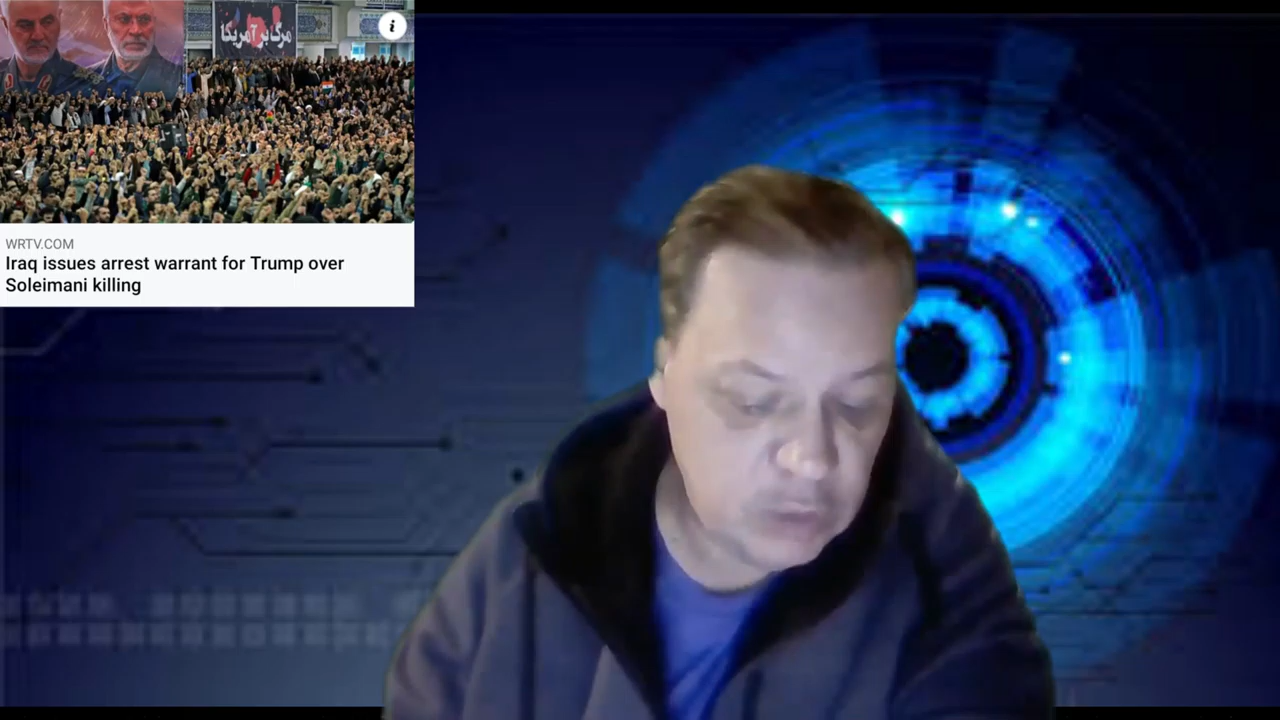 مرگ بر آمریکا
i
WRTV.COM
Iraq issues arrest warrant for Trump over
Soleimani killing